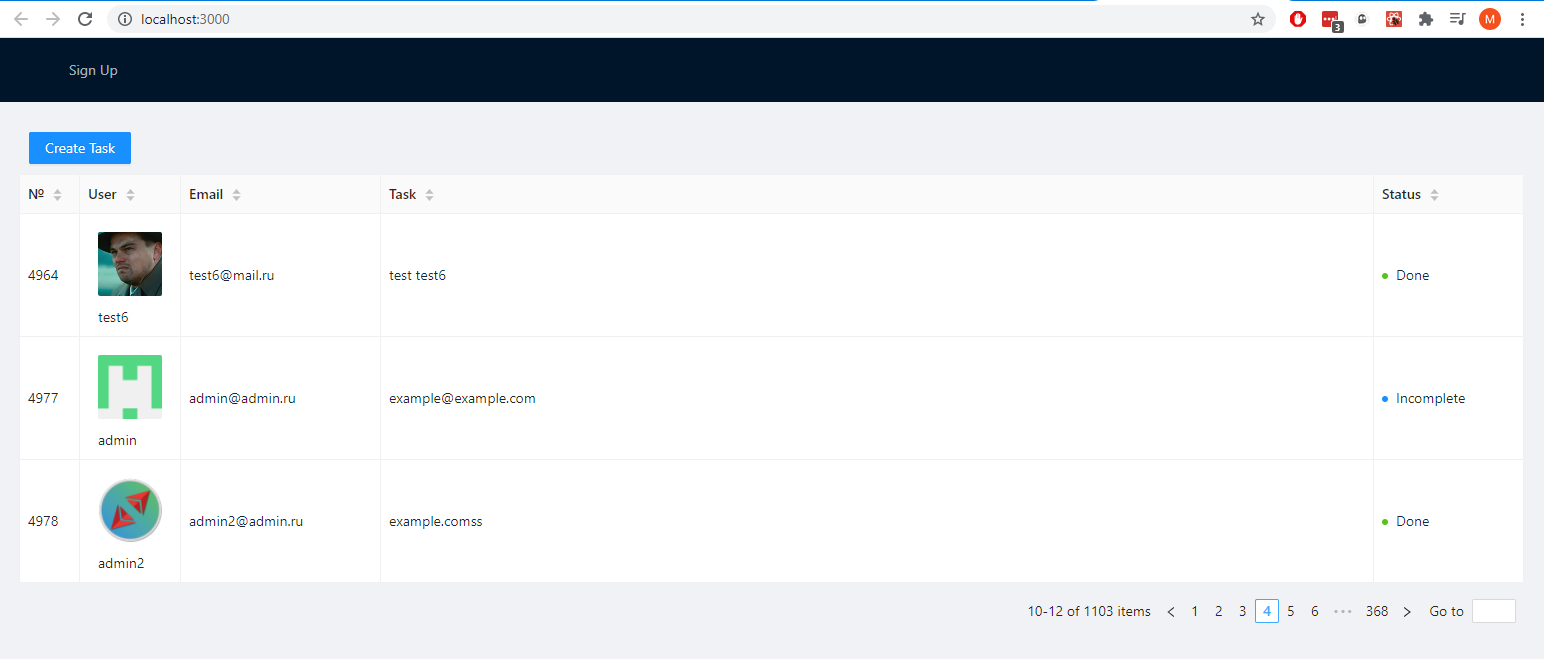 localhost:3000
3
M
Sign Up
Create Task
№ User Email Task Status
4964 test6@mail.ru test test6 Done
test6
4977 admin@admin.ru example@example.com Incomplete
admin
4978 admin2@admin.ru example.comss Done
admin2
10-12 of 1103 items < 1 2 3 4 5 6 ••• 368 > Go to